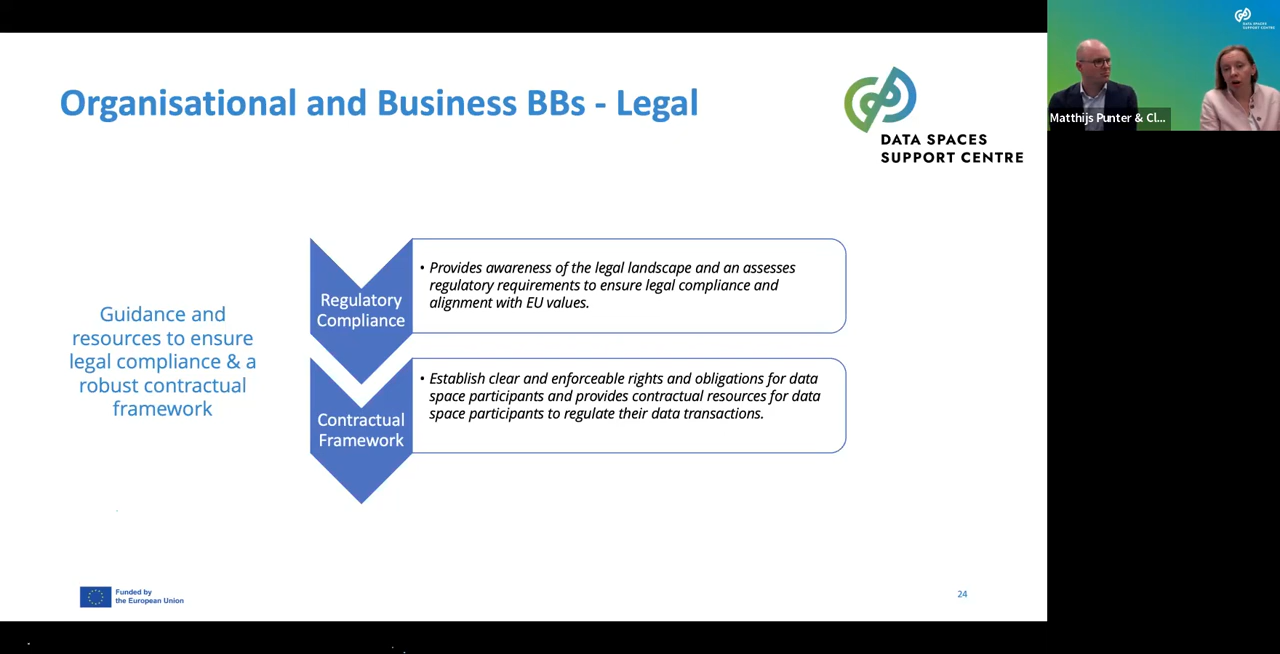 Organisational and Business BBs - Legal
DATA SPACES
SUPPORT CENTRE
Guidance and
resources to ensure
legal compliance & a
robust contractual
framework
Regulatory
Compliance
• Provides awareness of the legal landscape and an assesses
regulatory requirements to ensure legal compliance and
alignment with EU values.
Contractual
Framework
• Establish clear and enforceable rights and obligations for data
space participants and provides contractual resources for data
space participants to regulate their data transactions.
Funded by
the European Union
24
DATA SPACES
SUPPORT CENTRE
Matthijs Punter & Cl...